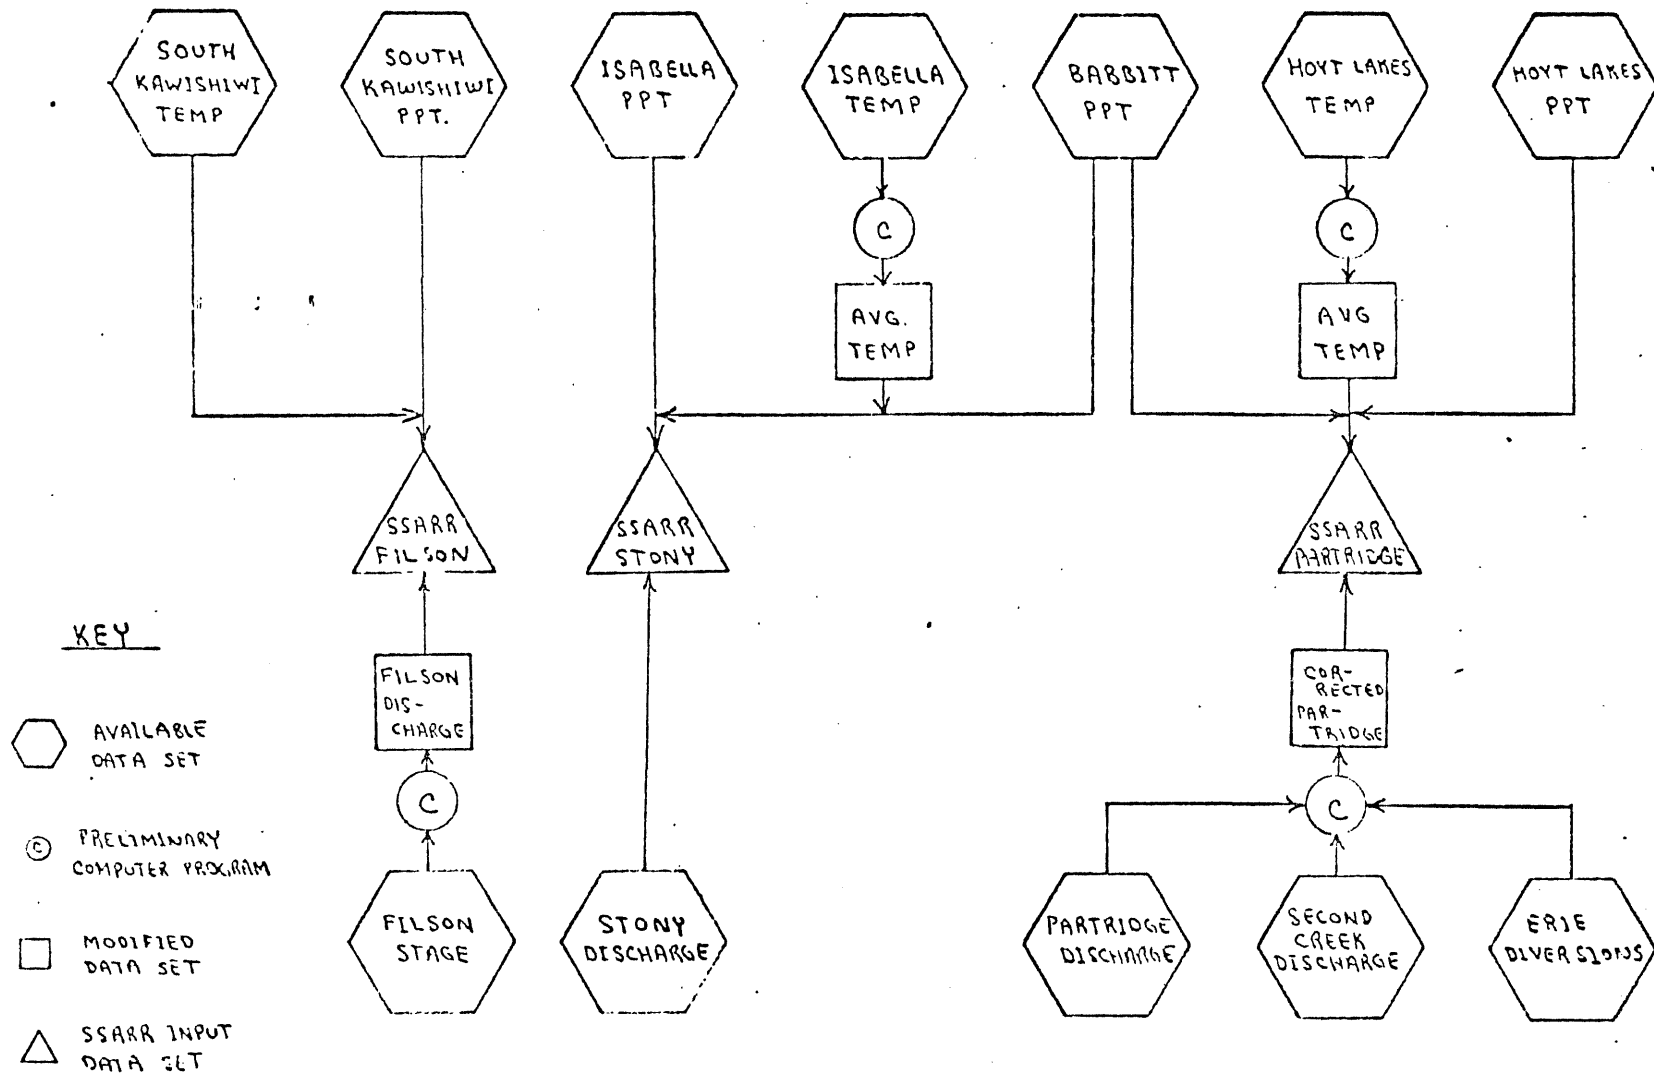 SOUTH
KAWISHIWI
TEMP
SOUTH
KAWISHIWI
PPT.
ISABELLA
PPT
ISABELLA
TEMP
BABBITT
PPT
HOYT LAKES
TEMP
HOYT LAKES
PPT
C
C
AVG.
TEMP
AVG
TEMP
SSARR
FILSON
SSARR
STONY
SSARR
PARTRIDGE
KEY
AVAILABLE
DATA SET
C
PRELIMINARY
COMPUTER PROGRAM
MODIFIED
DATA SET
SSARR INPUT
DATA SET
FILSON
DIS-
CHARGE
C
FILSON
STAGE
STONY
DISCHARGE
COR-
RECTED
PAR-
TRIDGE
C
PARTRIDGE
DISCHARGE
SECOND
CREEK
DISCHARGE
ERIE
DIVERSIONS